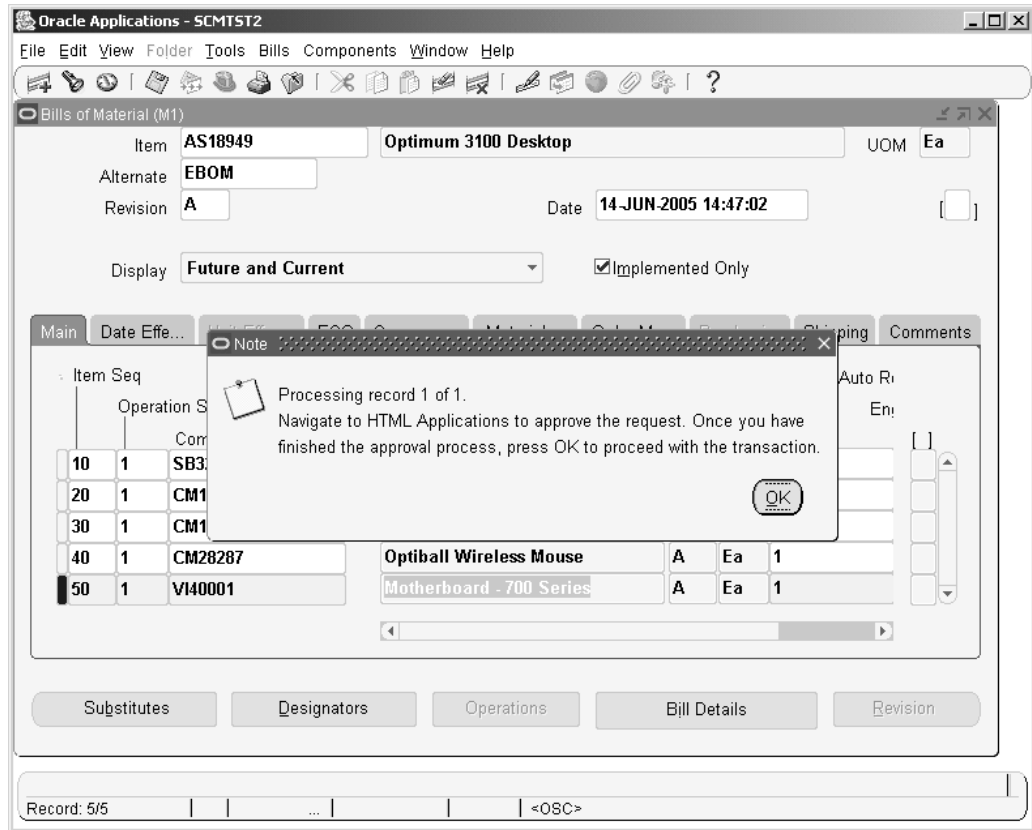 Oracle Applications - SCMTST2
File Edit View Folder Tools Bills Components Window Help
?
Bills of Material (M1)
Item AS18949 Optimum 3100 Desktop UOM Ea
Alternate EBOM
Revision A Date 14-JUN-2005 14:47:02 [ ]
Display Future and Current Implemented Only
Main Date Effe... ECO Shipping Comments
Note
Item Seq Auto Re
Operation S Eng
Com [ ]
Processing record 1 of 1.
Navigate to HTML Applications to approve the request. Once you have
finished the approval process, press OK to proceed with the transaction.
OK
10 1 SB3
20 1 CM1
30 1 CM1
40 1 CM28287 Optiball Wireless Mouse A Ea 1
50 1 VI40001 Motherboard - 700 Series A Ea 1
Substitutes Designators Operations Bill Details Revision
Record: 5/5 ... <OSC>